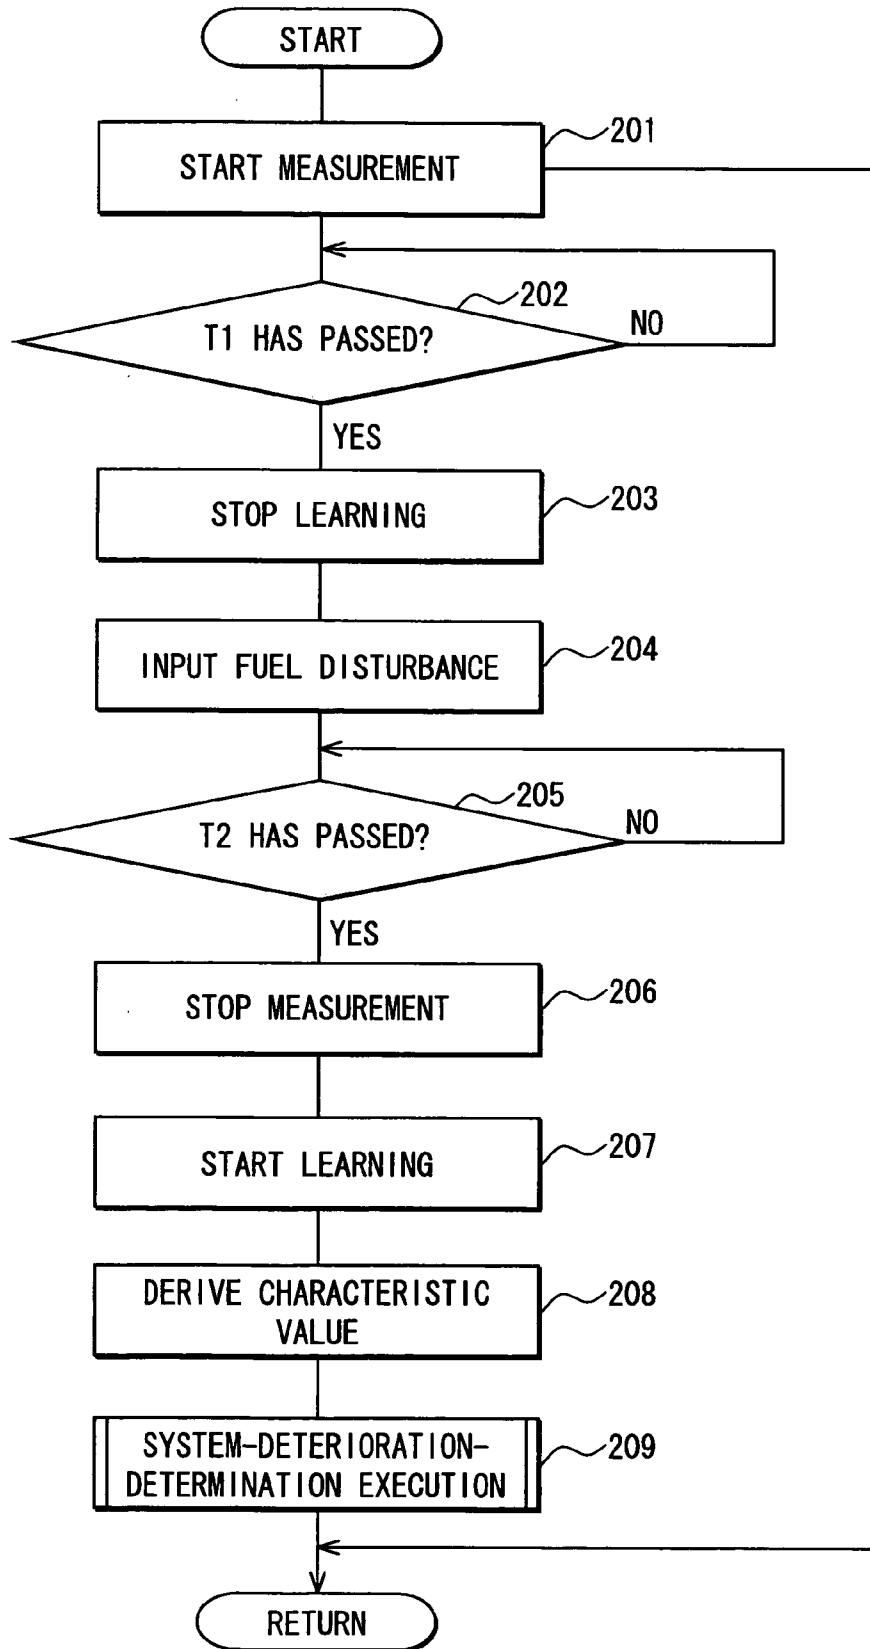 START
START MEASUREMENT
201
T1 HAS PASSED?
202
NO
YES
STOP LEARNING
203
INPUT FUEL DISTURBANCE
204
T2 HAS PASSED?
205
NO
YES
STOP MEASUREMENT
206
START LEARNING
207
DERIVE CHARACTERISTIC
VALUE
208
SYSTEM-DETERIORATION-
DETERMINATION EXECUTION
209
RETURN